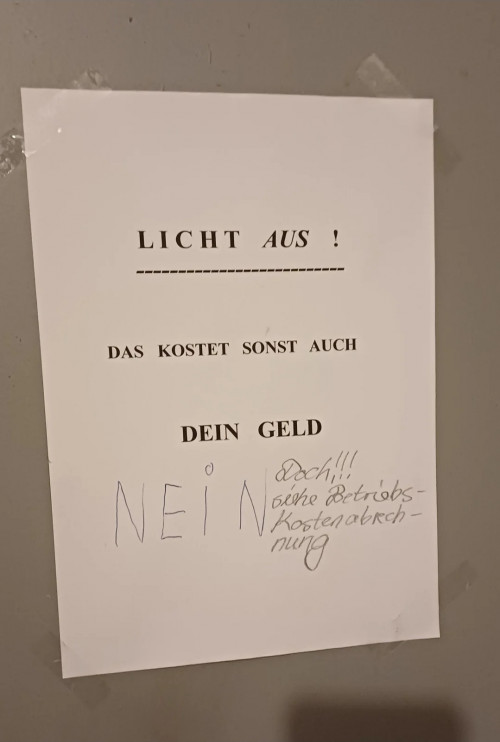 LICHT AUS !
-------------------------
DAS KOSTET SONST AUCH
DEIN GELD
NEiN
Doch!!!
siehe Betriebs-
Kostenabrech-
nung